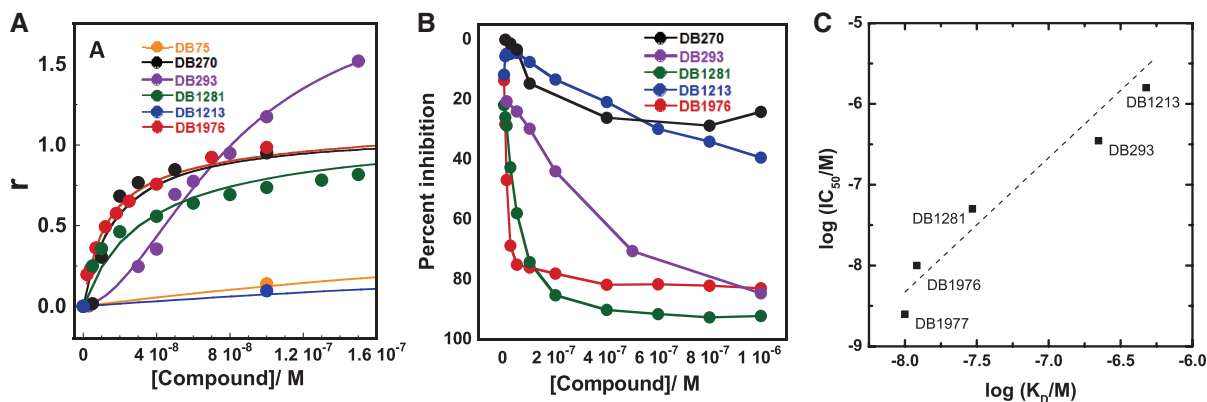 A
A
DB75
DB270
DB293
DB1281
DB1213
DB1976
1.5
1.0
0.5
0.0
r
0
4 10⁻⁸
8 10⁻⁸
1.2 10⁻⁷
1.6 10⁻⁷
[Compound]/ M
B
DB270
DB293
DB1281
DB1213
DB1976
0
20
40
60
80
100
Percent inhibition
0
2 10⁻⁷
4 10⁻⁷
6 10⁻⁷
8 10⁻⁷
1 10⁻⁶
[Compound]/ M
C
-5
-6
-7
-8
-9
log (IC₅₀/M)
DB1213
DB293
DB1281
DB1976
DB1977
-8.0
-7.5
-7.0
-6.5
-6.0
log (K_D/M)